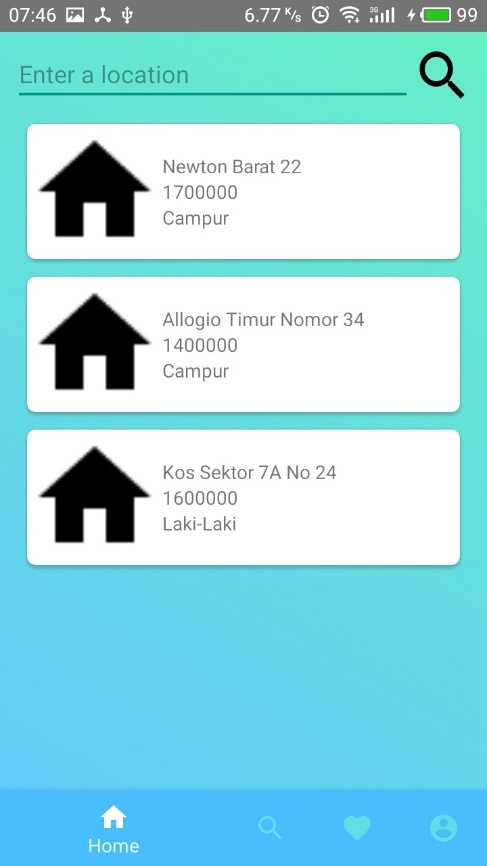 07:46 6.77 K/s 3G 99
Enter a location
Newton Barat 22
1700000
Campur
Allogio Timur Nomor 34
1400000
Campur
Kos Sektor 7A No 24
1600000
Laki-Laki
Home